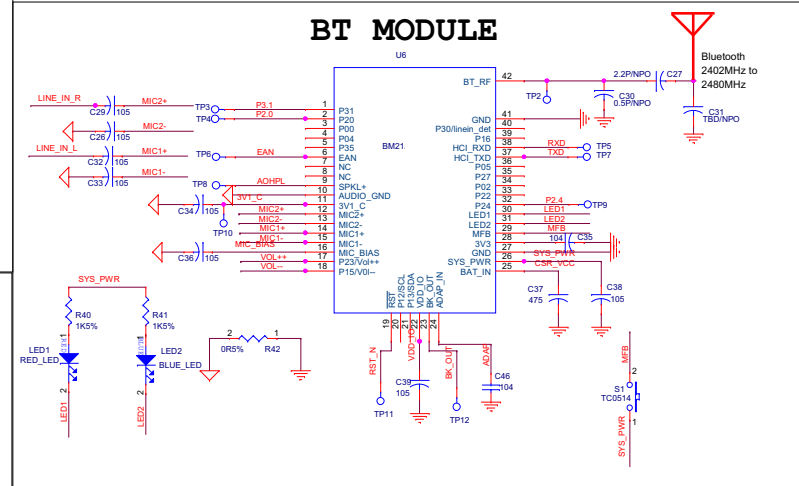 BT MODULE
U6
BM21
Bluetooth
2402MHz to
2480MHz
2.2P/NPO
C27
C30
0.5P/NPO
C31
TBD/NPO
TP2
LINE_IN_R
C29
105
MIC2+
C26
105
MIC2-
LINE_IN_L
C32
105
MIC1+
C33
105
MIC1-
TP3
P3.1
TP4
P2.0
TP6
EAN
TP8
AOHPL
3V1_C
C34
105
TP10
MIC2+
MIC2-
MIC1+
MIC1-
MIC_BIAS
C36
105
VOL++
VOL--
1 P31
2 P20
3 P00
4 P04
5 P35
6 EAN
7 NC
8 NC
9 SPKL+
10 AUDIO_GND
11 3V1_C
12 MIC2+
13 MIC2-
14 MIC1+
15 MIC1-
16 MIC_BIAS
17 P23/Vol++
18 P15/V0l--
BT_RF 42
GND 41
P30/linein_det 40
P16 39
HCI_RXD 38
HCI_TXD 37
P05 36
P27 35
P02 34
P22 33
P24 32
LED1 30
LED2 31
MFB 29
3V3 28
GND 27
SYS_PWR 26
BAT_IN 25
RXD
TP5
TXD
TP7
P2.4
TP9
LED1
LED2
MFB
104
C35
SYS_PWR
CSR_VCC
C37
475
C38
105
RST
P12/SCL
P13/SDA
VDD_IO
BK_OUT
ADAP_IN
19
20
21
22
23
24
RST_N
VDD_IO
BK_OUT
ADAP
TP11
C39
105
TP12
C46
104
SYS_PWR
R40
1K5%
R41
1K5%
1
RED
LED1
RED_LED
2
LED1
1
BLUE
LED2
BLUE_LED
2
LED2
2
1
0R5%
R42
MFB
2
S1
TC0514
1
SYS_PWR